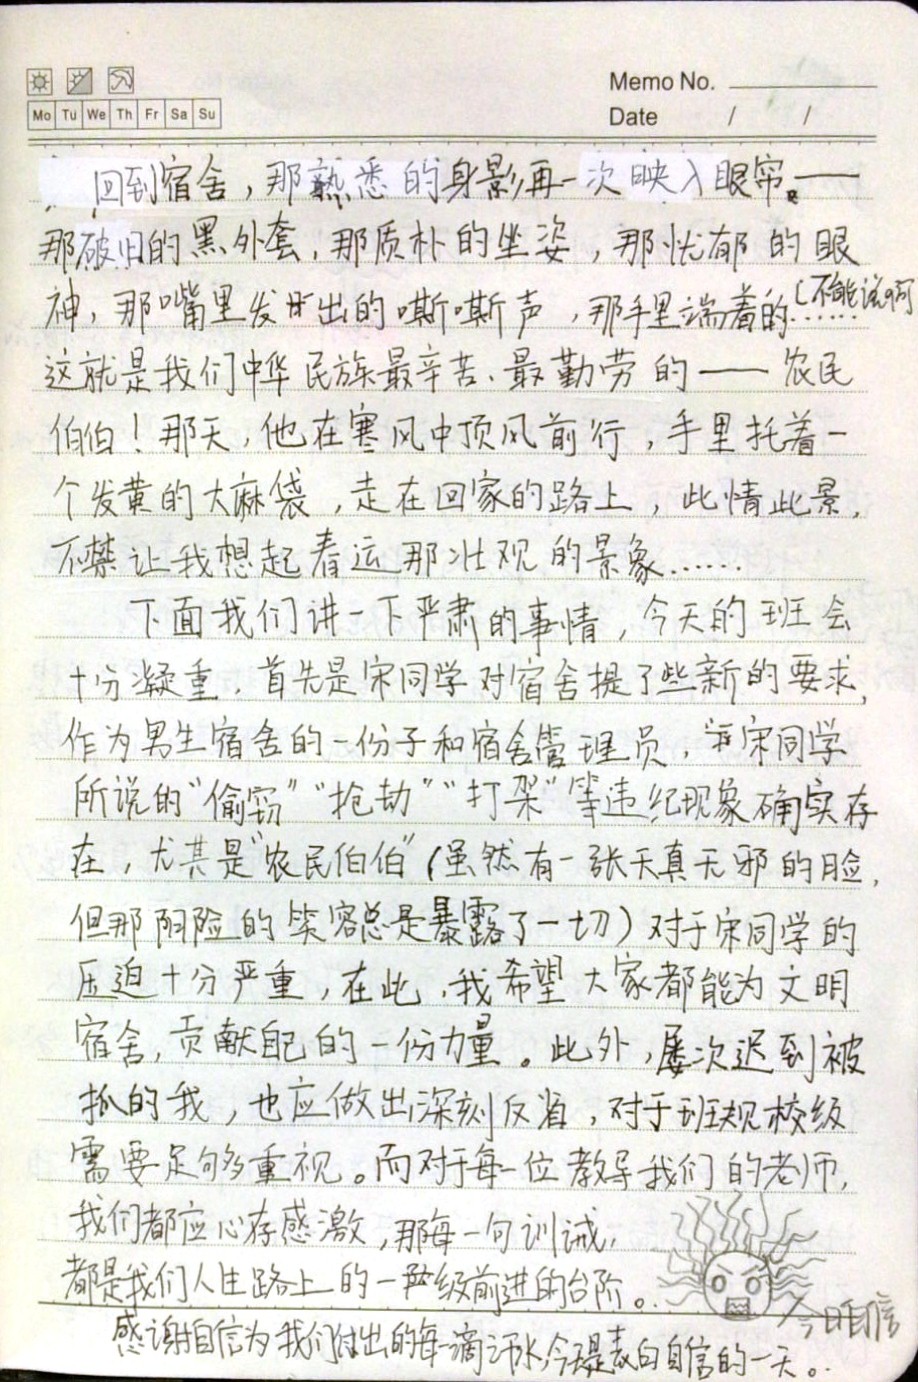 Memo No.
Mo Tu We Th Fr Sa Su
Date / /
回到宿舍，那熟悉的身影再一次映入眼帘。——
那破旧的黑外套，那质朴的坐姿，那忧郁的眼
神，那嘴里发出的嘶嘶声，那手里端着的……（不能说啊
这就是我们中华民族最辛苦、最勤劳的——农民
伯伯！那天，他在寒风中顶风前行，手里托着一
个发黄的大麻袋，走在回家的路上，此情此景，
不禁让我想起春运那壮观的景象……
下面我们讲一下严肃的事情，今天的班会
十分凝重，首先是宋同学对宿舍提了些新的要求，
作为男生宿舍的一份子和宿舍管理员，宋同学
所说的“偷窃”“抢劫”“打架”等违纪现象确实存
在，尤其是“农民伯伯”（虽然有一张天真无邪的脸，
但那阴险的笑容总是暴露了一切）对于宋同学的
压迫十分严重，在此，我希望大家都能为文明
宿舍，贡献自己的一份力量。此外，屡次迟到被
抓的我，也应做出深刻反省，对于班规校级
需要足够多重视。而对于每一位教导我们的老师，
我们都应心存感激，那每一句训诫，
都是我们人生路上的一级级前进的台阶。
感谢自信为我们付出的每滴汗水，今天是表白自信的一天。